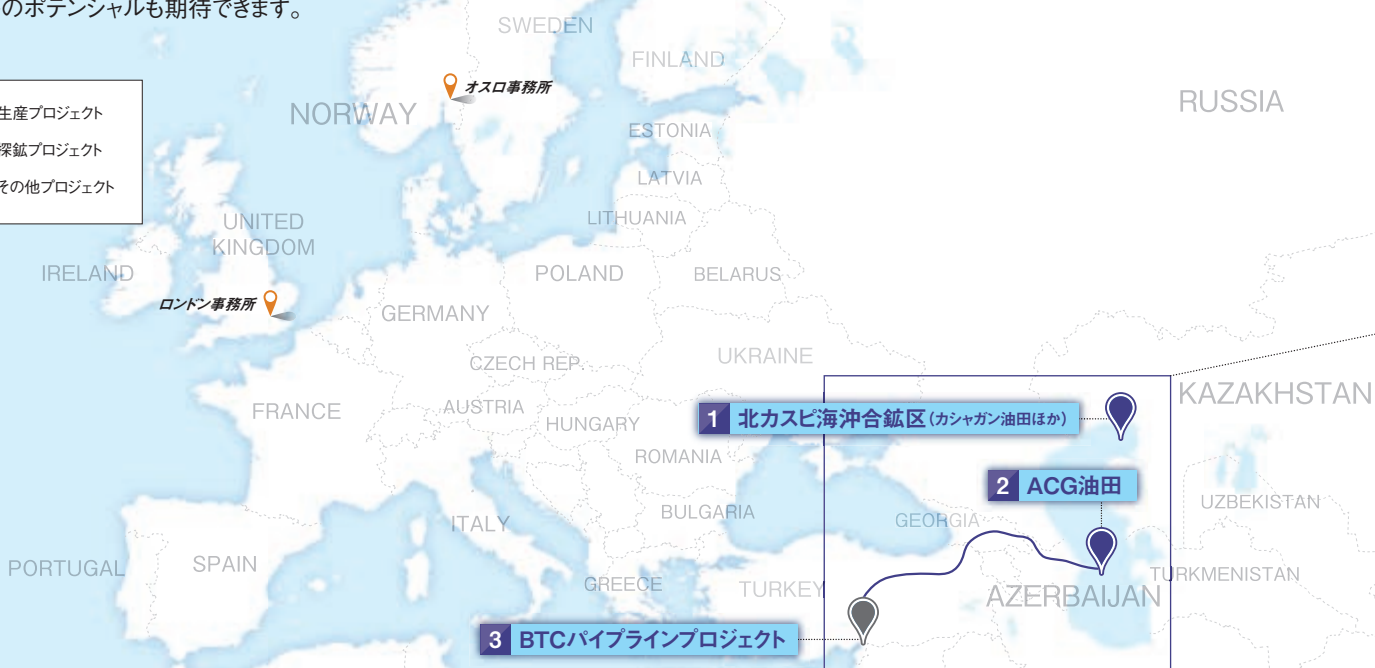 のポテンシャルも期待できます。
生産プロジェクト
探鉱プロジェクト
その他プロジェクト
SWEDEN
FINLAND
オスロ事務所
NORWAY
RUSSIA
ESTONIA
LATVIA
LITHUANIA
UNITED
KINGDOM
IRELAND
POLAND
BELARUS
ロンドン事務所
GERMANY
UKRAINE
CZECH REP.
KAZAKHSTAN
FRANCE
AUSTRIA
HUNGARY
1 北カスピ海沖合鉱区(カシャガン油田ほか)
ROMANIA
2 ACG油田
UZBEKISTAN
BULGARIA
GEORGIA
ITALY
PORTUGAL
SPAIN
GREECE
TURKEY
TURKMENISTAN
AZERBAIJAN
3 BTCパイプラインプロジェクト